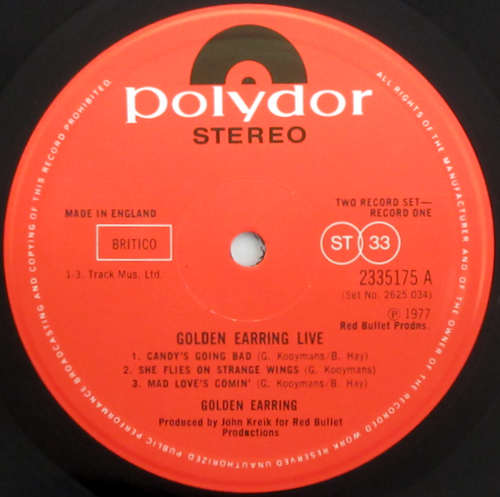 polydor
STEREO
TWO RECORD SET—
RECORD ONE
MADE IN ENGLAND
BRITICO
ST 33
1-3. Track Mus. Ltd.
2335175 A
(Set No. 2625 034)
Ⓟ 1977
Red Bullet Prodns.
GOLDEN EARRING LIVE
1. CANDY'S GOING BAD (G. Kooymans/B. Hay)
2. SHE FLIES ON STRANGE WINGS (G. Kooymans)
3. MAD LOVE'S COMIN' (G. Kooymans/B. Hay)
GOLDEN EARRING
Produced by John Kreik for Red Bullet
Productions
ALL RIGHTS OF THE MANUFACTURER AND OF THE OWNER OF THE RECORDED WORK RESERVED UNAUTHORIZED PUBLIC PERFORMANCE BROADCASTING AND COPYING OF THIS RECORD PROHIBITED.